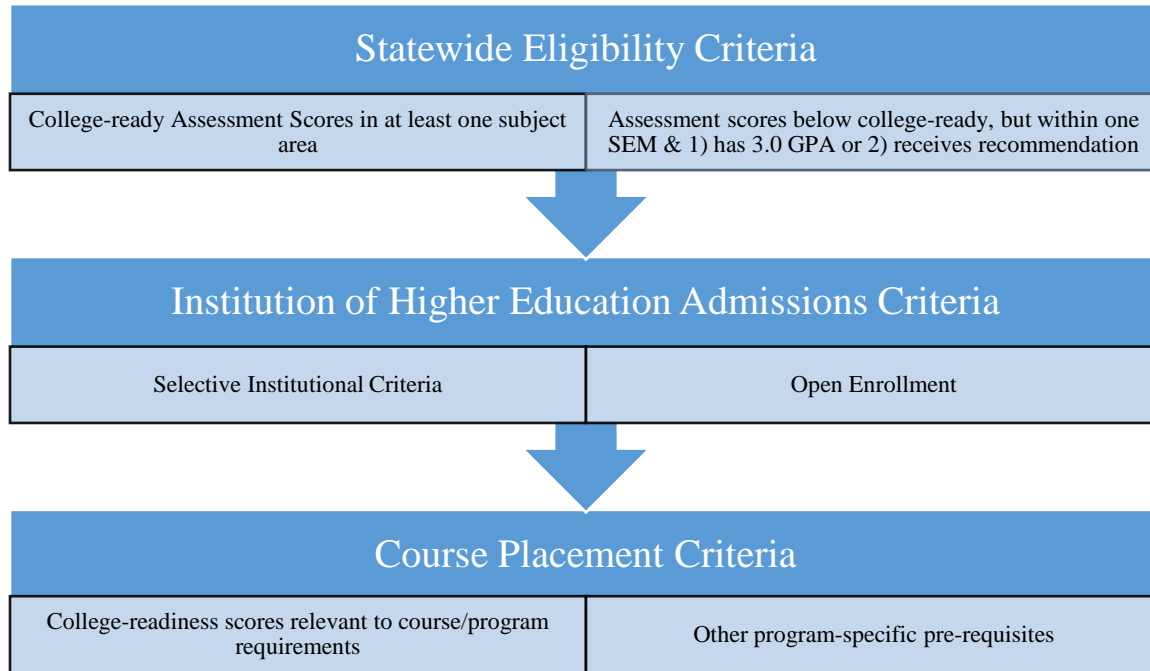 Statewide Eligibility Criteria
College-ready Assessment Scores in at least one subject
area
Assessment scores below college-ready, but within one
SEM & 1) has 3.0 GPA or 2) receives recommendation
Institution of Higher Education Admissions Criteria
Selective Institutional Criteria
Open Enrollment
Course Placement Criteria
College-readiness scores relevant to course/program
requirements
Other program-specific pre-requisites